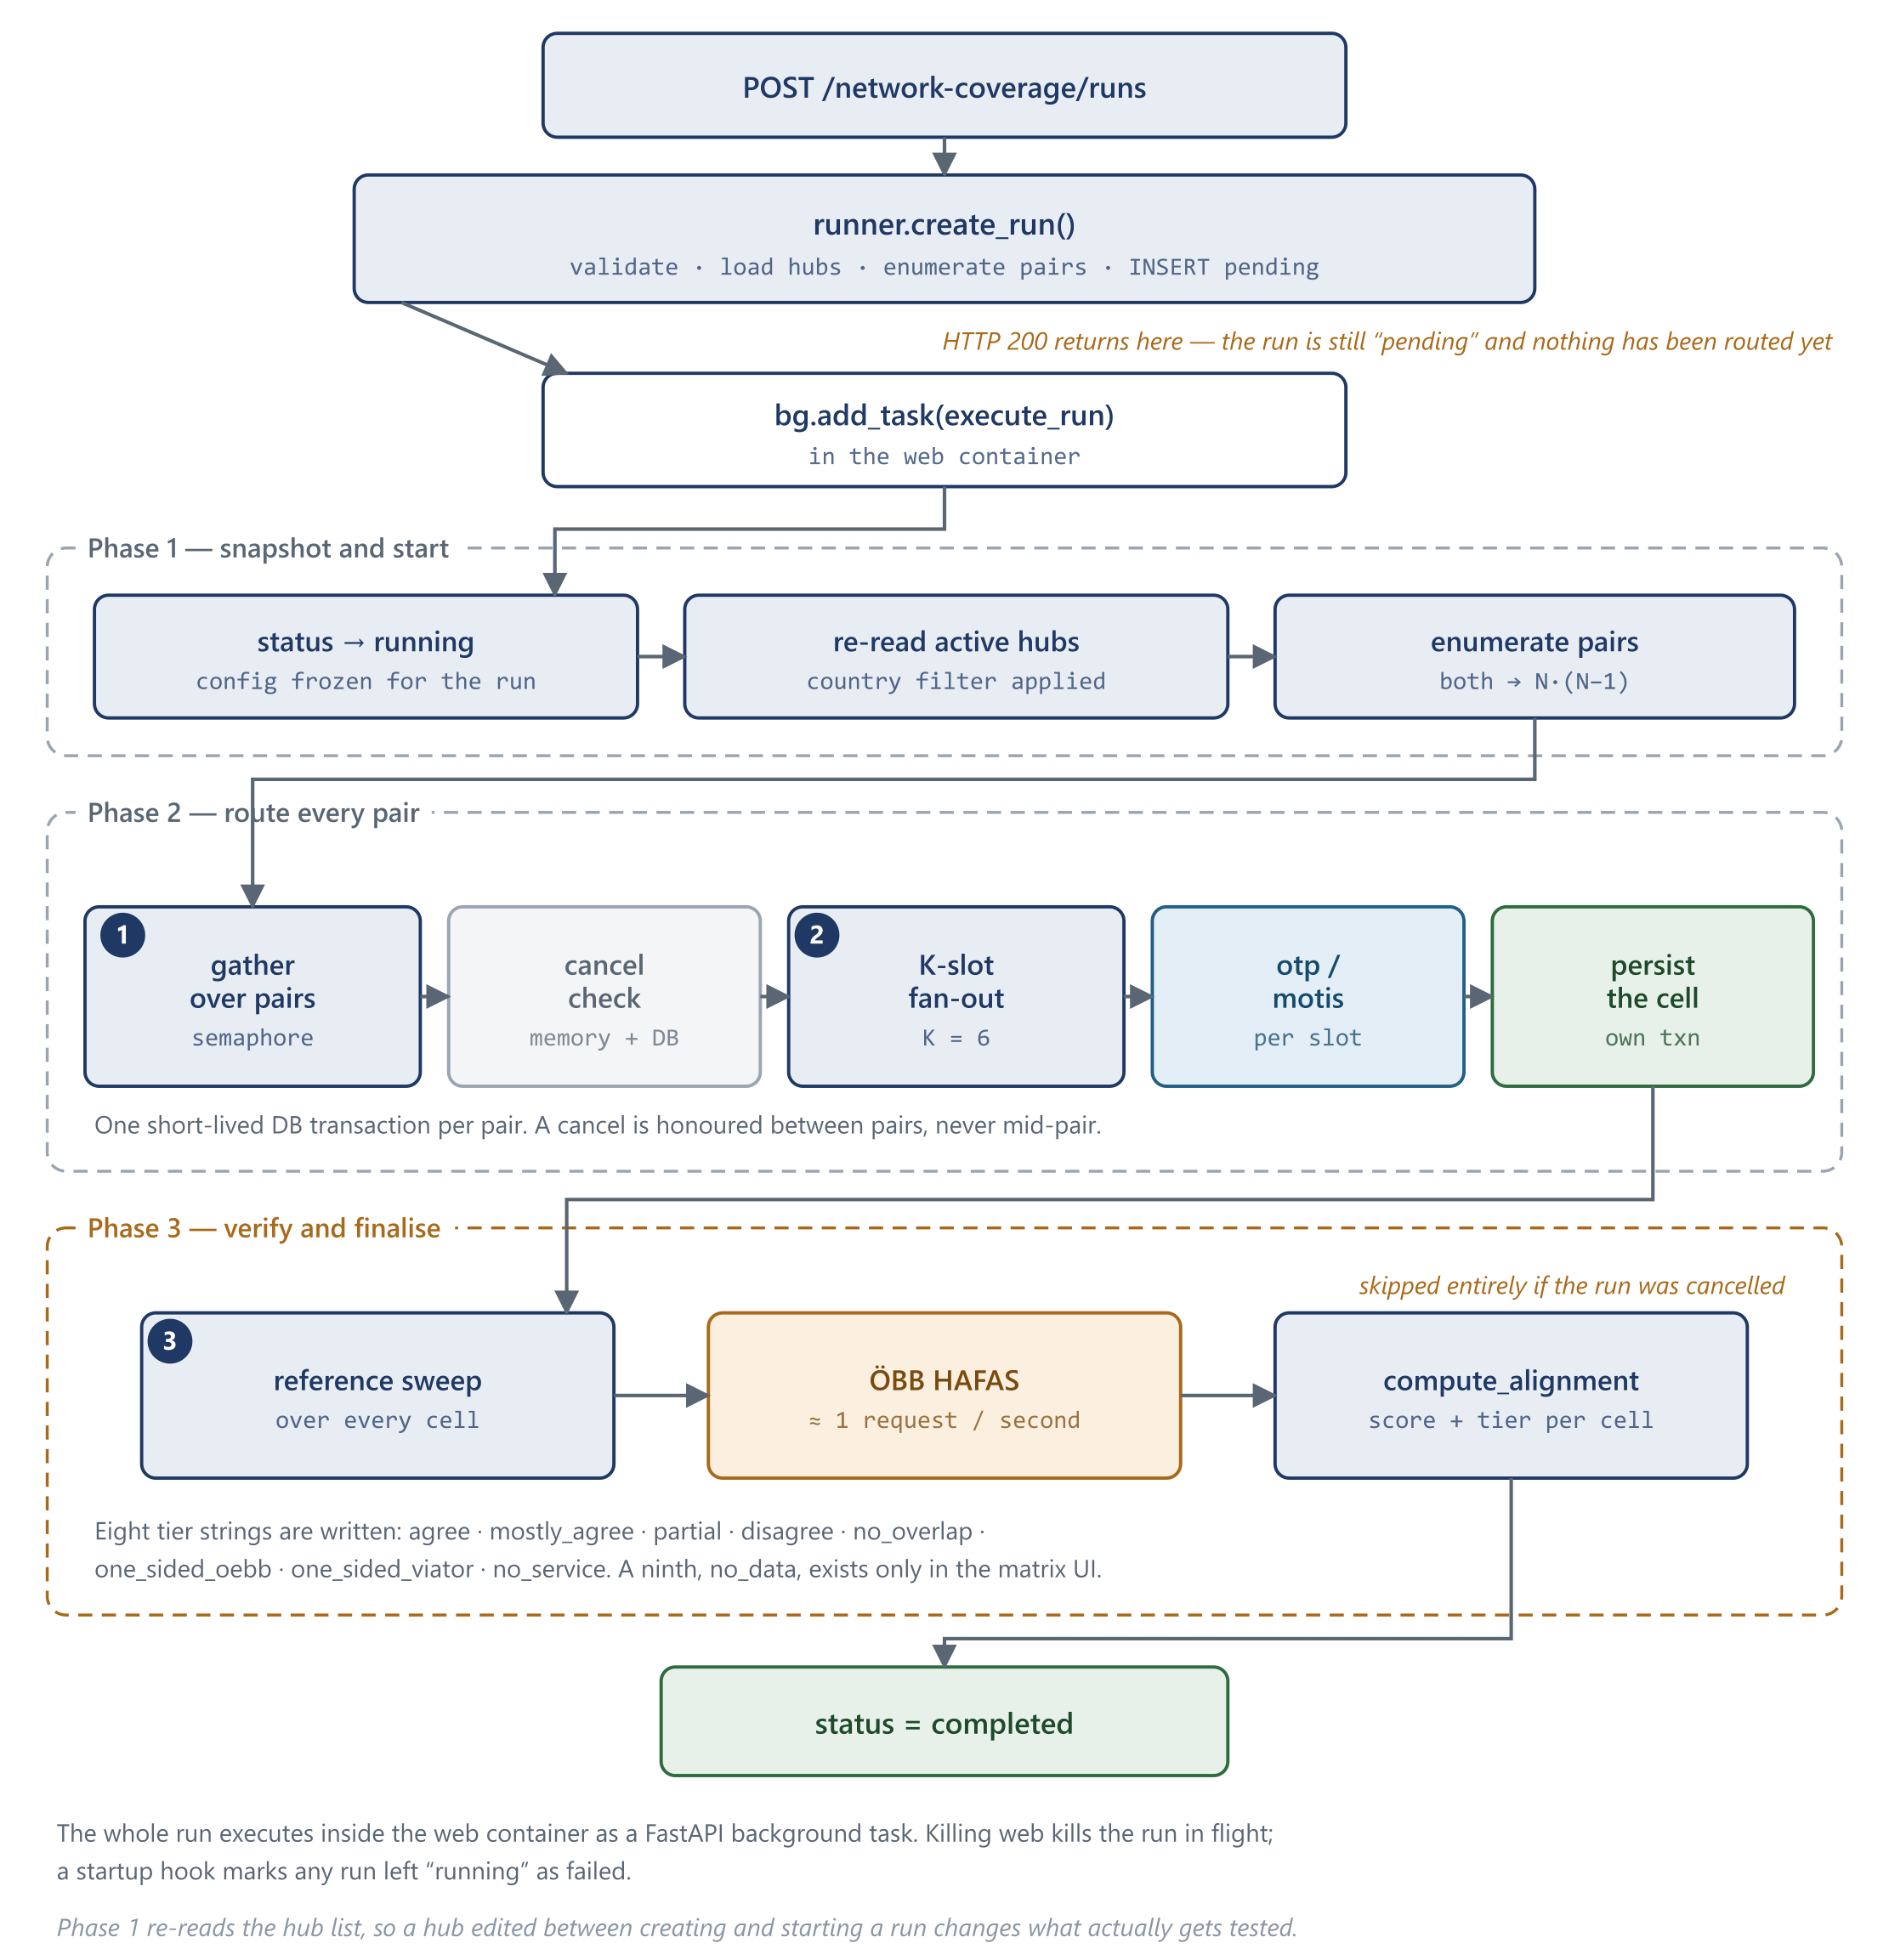 POST /network-coverage/runs
runner.create_run()
validate · load hubs · enumerate pairs · INSERT pending
HTTP 200 returns here — the run is still “pending” and nothing has been routed yet
bg.add_task(execute_run)
in the web container
Phase 1 — snapshot and start
status → running
config frozen for the run
re-read active hubs
country filter applied
enumerate pairs
both → N·(N−1)
Phase 2 — route every pair
1
gather
over pairs
semaphore
cancel
check
memory + DB
2
K-slot
fan-out
K = 6
otp /
motis
per slot
persist
the cell
own txn
One short-lived DB transaction per pair. A cancel is honoured between pairs, never mid-pair.
Phase 3 — verify and finalise
skipped entirely if the run was cancelled
3
reference sweep
over every cell
ÖBB HAFAS
≈ 1 request / second
compute_alignment
score + tier per cell
Eight tier strings are written: agree · mostly_agree · partial · disagree · no_overlap ·
one_sided_oebb · one_sided_viator · no_service. A ninth, no_data, exists only in the matrix UI.
status = completed
The whole run executes inside the web container as a FastAPI background task. Killing web kills the run in flight;
a startup hook marks any run left “running” as failed.
Phase 1 re-reads the hub list, so a hub edited between creating and starting a run changes what actually gets tested.